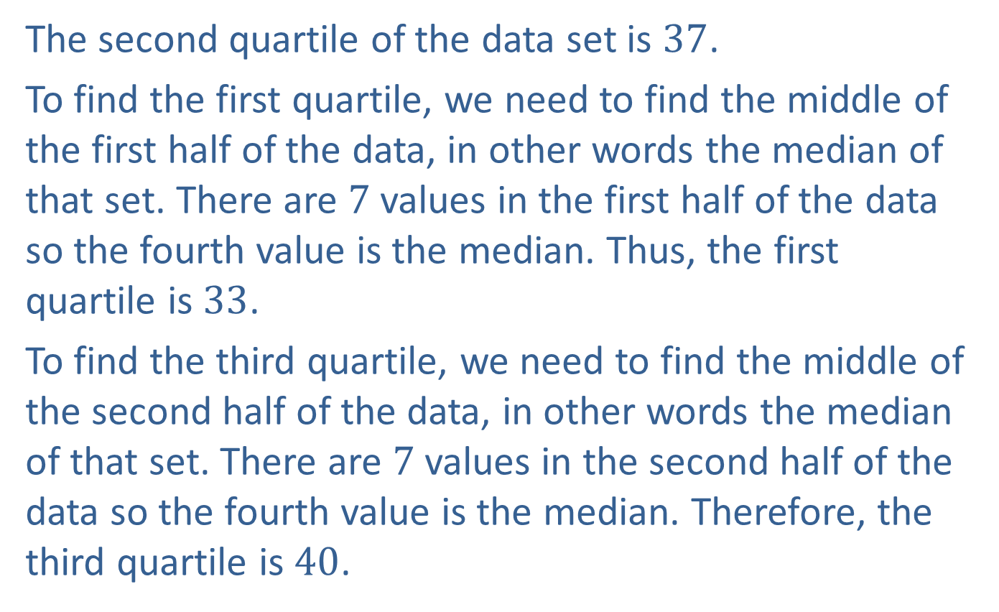 The second quartile of the data set is 37.
To find the first quartile, we need to find the middle of
the first half of the data, in other words the median of
that set. There are 7 values in the first half of the data
so the fourth value is the median. Thus, the first
quartile is 33.
To find the third quartile, we need to find the middle of
the second half of the data, in other words the median
of that set. There are 7 values in the second half of the
data so the fourth value is the median. Therefore, the
third quartile is 40.